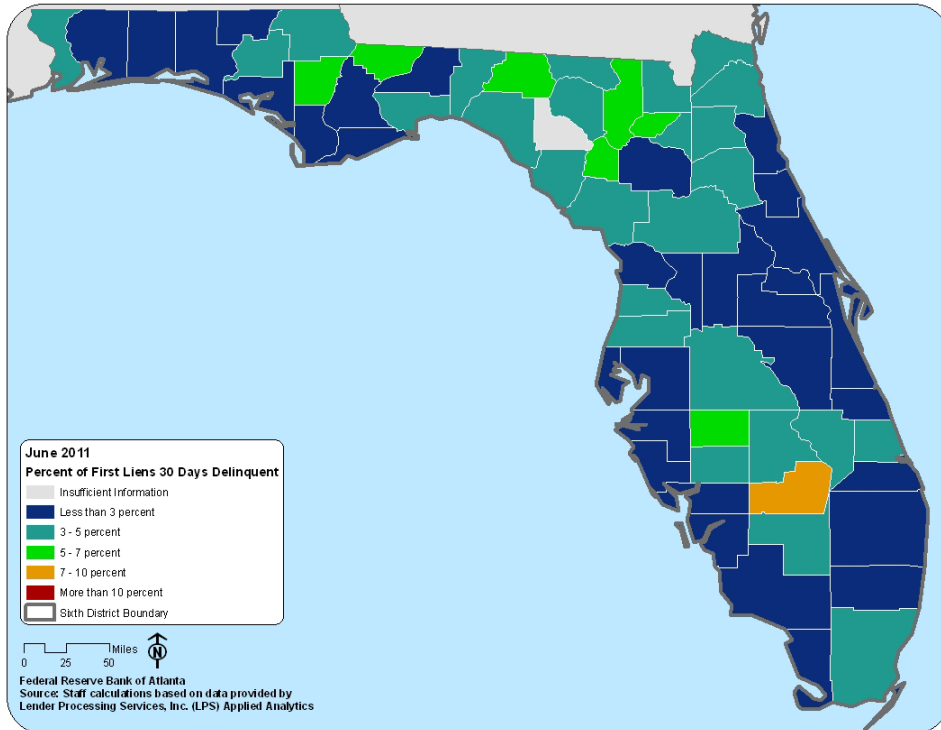 June 2011
Percent of First Liens 30 Days Delinquent
Insufficient Information
Less than 3 percent
3 - 5 percent
5 - 7 percent
7 - 10 percent
More than 10 percent
Sixth District Boundary
Miles
0 25 50
N
Federal Reserve Bank of Atlanta
Source: Staff calculations based on data provided by
Lender Processing Services, Inc. (LPS) Applied Analytics